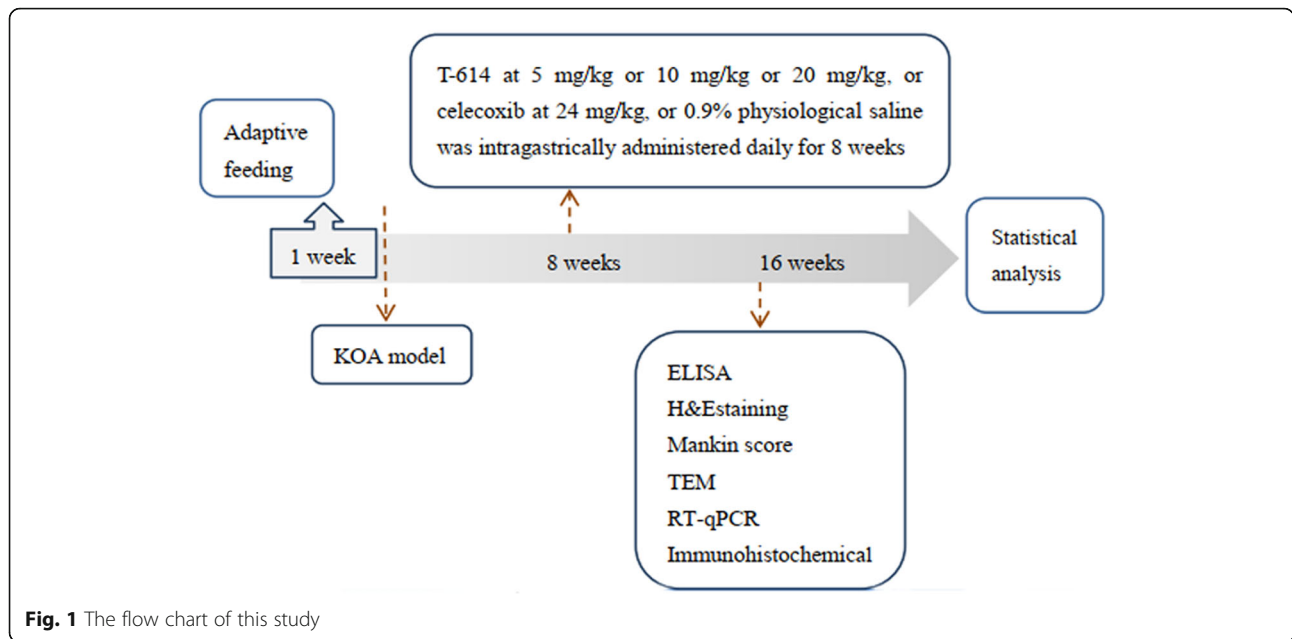 T-614 at 5 mg/kg or 10 mg/kg or 20 mg/kg, or
celecoxib at 24 mg/kg, or 0.9% physiological saline
was intragastrically administered daily for 8 weeks
Adaptive
feeding
1 week
8 weeks
16 weeks
Statistical
analysis
KOA model
ELISA
H&Estaining
Mankin score
TEM
RT-qPCR
Immunohistochemical
Fig. 1 The flow chart of this study